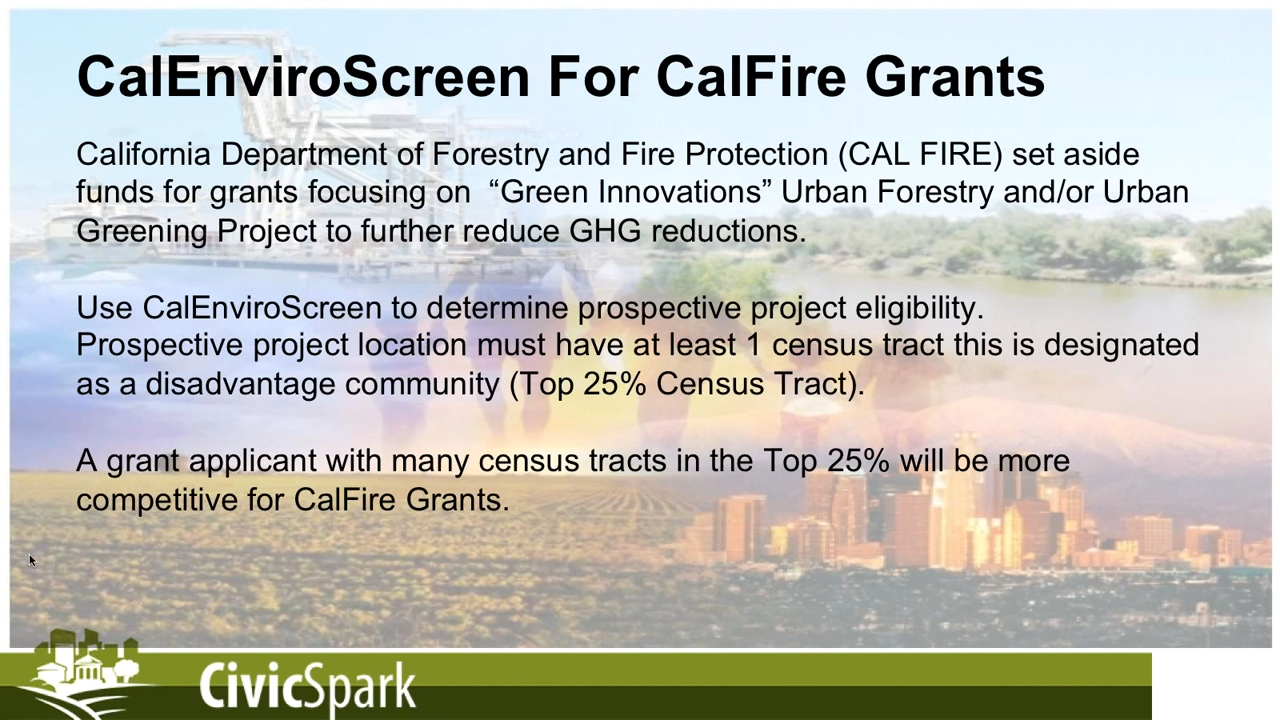 CalEnviroScreen For CalFire Grants
California Department of Forestry and Fire Protection (CAL FIRE) set aside
funds for grants focusing on “Green Innovations” Urban Forestry and/or Urban
Greening Project to further reduce GHG reductions.
Use CalEnviroScreen to determine prospective project eligibility.
Prospective project location must have at least 1 census tract this is designated
as a disadvantage community (Top 25% Census Tract).
A grant applicant with many census tracts in the Top 25% will be more
competitive for CalFire Grants.
CivicSpark